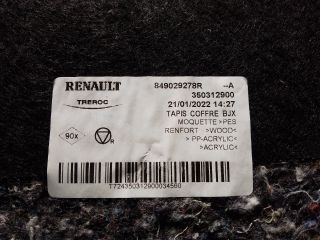 RENAULT 849029278R --A
TREROC 350312900
21/01/2022 14:27
TAPIS COFFRE BJX
MOQUETTE >PES
90x R RENFORT >WOOD<
>PP-ACRYLIC<
>ACRYLIC<
T724350312900034560